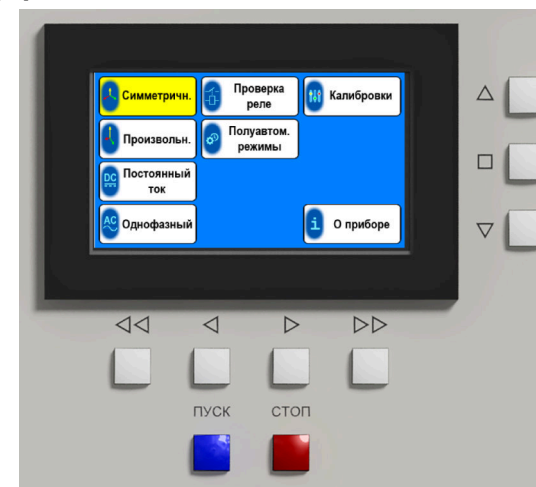 Симметричн.
Проверка
реле
Калибровки
Произвольн.
Полуавтом.
режимы
DC
Постоянный
ток
AC
Однофазный
i
О приборе
ПУСК
СТОП